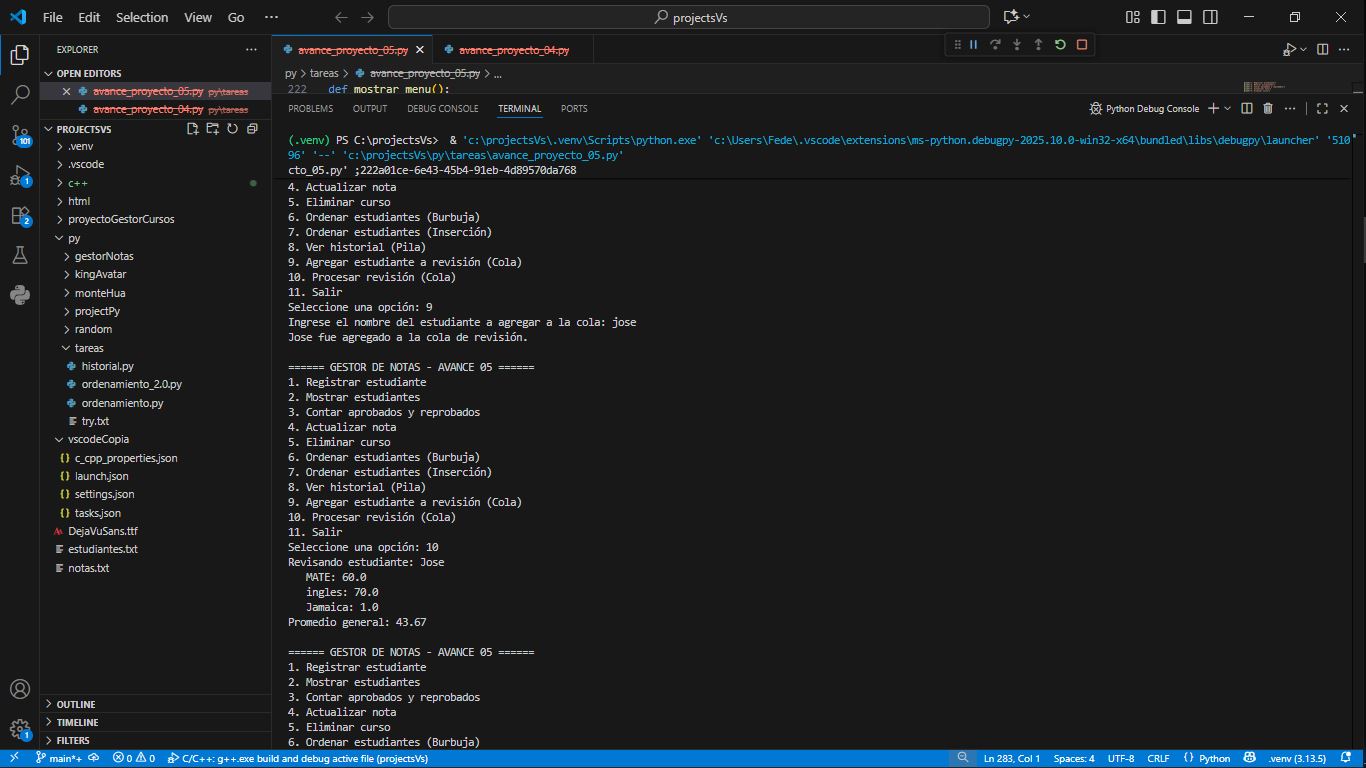 File Edit Selection View Go ··· projectsVs
EXPLORER ···
OPEN EDITORS
avance_proyecto_05.py py\tareas
avance_proyecto_04.py py\tareas
PROJECTSVS
.venv
.vscode
c++
html
proyectoGestorCursos
py
gestorNotas
kingAvatar
monteHua
projectPy
random
tareas
historial.py
ordenamiento_2.0.py
ordenamiento.py
try.txt
vscodeCopia
c_cpp_properties.json
launch.json
settings.json
tasks.json
DejaVuSans.ttf
estudiantes.txt
notas.txt
OUTLINE
TIMELINE
FILTERS
101
1
2
1
avance_proyecto_05.py avance_proyecto_04.py
py > tareas > avance_proyecto_05.py > ...
222 def mostrar_menu():
PROBLEMS OUTPUT DEBUG CONSOLE TERMINAL PORTS Python Debug Console
(.venv) PS C:\projectsVs> & 'c:\projectsVs\.venv\Scripts\python.exe' 'c:\Users\Fede\.vscode\extensions\ms-python.debugpy-2025.10.0-win32-x64\bundled\libs\debugpy\launcher' '510
96' '--' 'c:\projectsVs\py\tareas\avance_proyecto_05.py'
cto_05.py' ;222a01ce-6e43-45b4-91eb-4d89570da768
4. Actualizar nota
5. Eliminar curso
6. Ordenar estudiantes (Burbuja)
7. Ordenar estudiantes (Inserción)
8. Ver historial (Pila)
9. Agregar estudiante a revisión (Cola)
10. Procesar revisión (Cola)
11. Salir
Seleccione una opción: 9
Ingrese el nombre del estudiante a agregar a la cola: jose
Jose fue agregado a la cola de revisión.
====== GESTOR DE NOTAS - AVANCE 05 ======
1. Registrar estudiante
2. Mostrar estudiantes
3. Contar aprobados y reprobados
4. Actualizar nota
5. Eliminar curso
6. Ordenar estudiantes (Burbuja)
7. Ordenar estudiantes (Inserción)
8. Ver historial (Pila)
9. Agregar estudiante a revisión (Cola)
10. Procesar revisión (Cola)
11. Salir
Seleccione una opción: 10
Revisando estudiante: Jose
MATE: 60.0
ingles: 70.0
Jamaica: 1.0
Promedio general: 43.67
====== GESTOR DE NOTAS - AVANCE 05 ======
1. Registrar estudiante
2. Mostrar estudiantes
3. Contar aprobados y reprobados
4. Actualizar nota
5. Eliminar curso
6. Ordenar estudiantes (Burbuja)
main*+ 0 0 C/C++: g++.exe build and debug active file (projectsVs) Ln 283, Col 1 Spaces: 4 UTF-8 CRLF Python .venv (3.13.5)